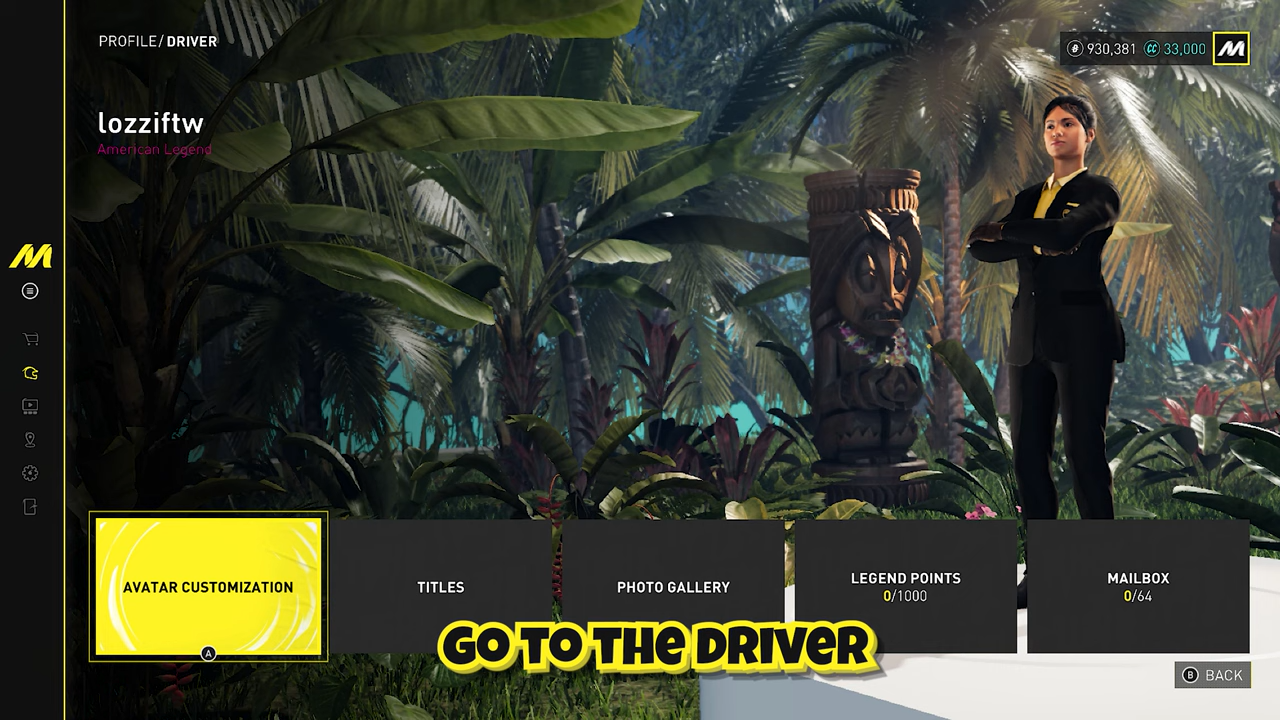 PROFILE/DRIVER
930,381 CC 33,000
lozziftw
American Legend
AVATAR CUSTOMIZATION
A
TITLES
PHOTO GALLERY
LEGEND POINTS
0/1000
MAILBOX
0/64
GO TO THE DRIVER
B BACK